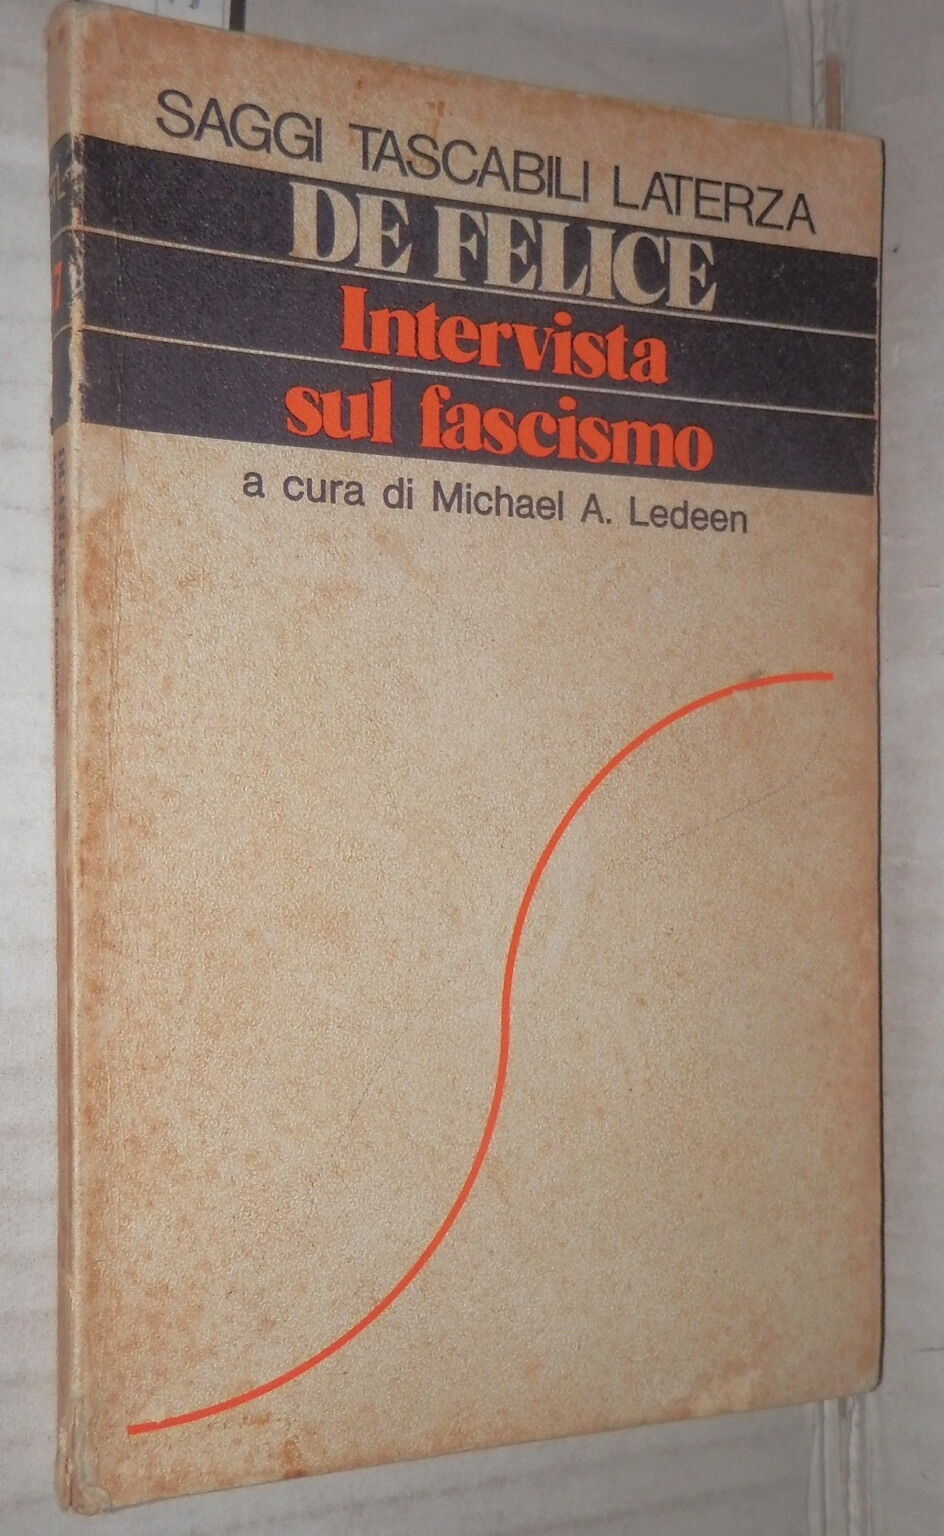 SAGGI TASCABILI LATERZA
DE FELICE
Intervista
sul fascismo
a cura di Michael A. Ledeen